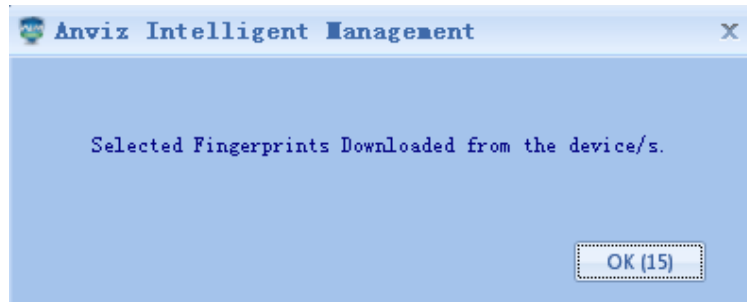 Anviz Intelligent Management
Selected Fingerprints Downloaded from the device/s.
OK (15)